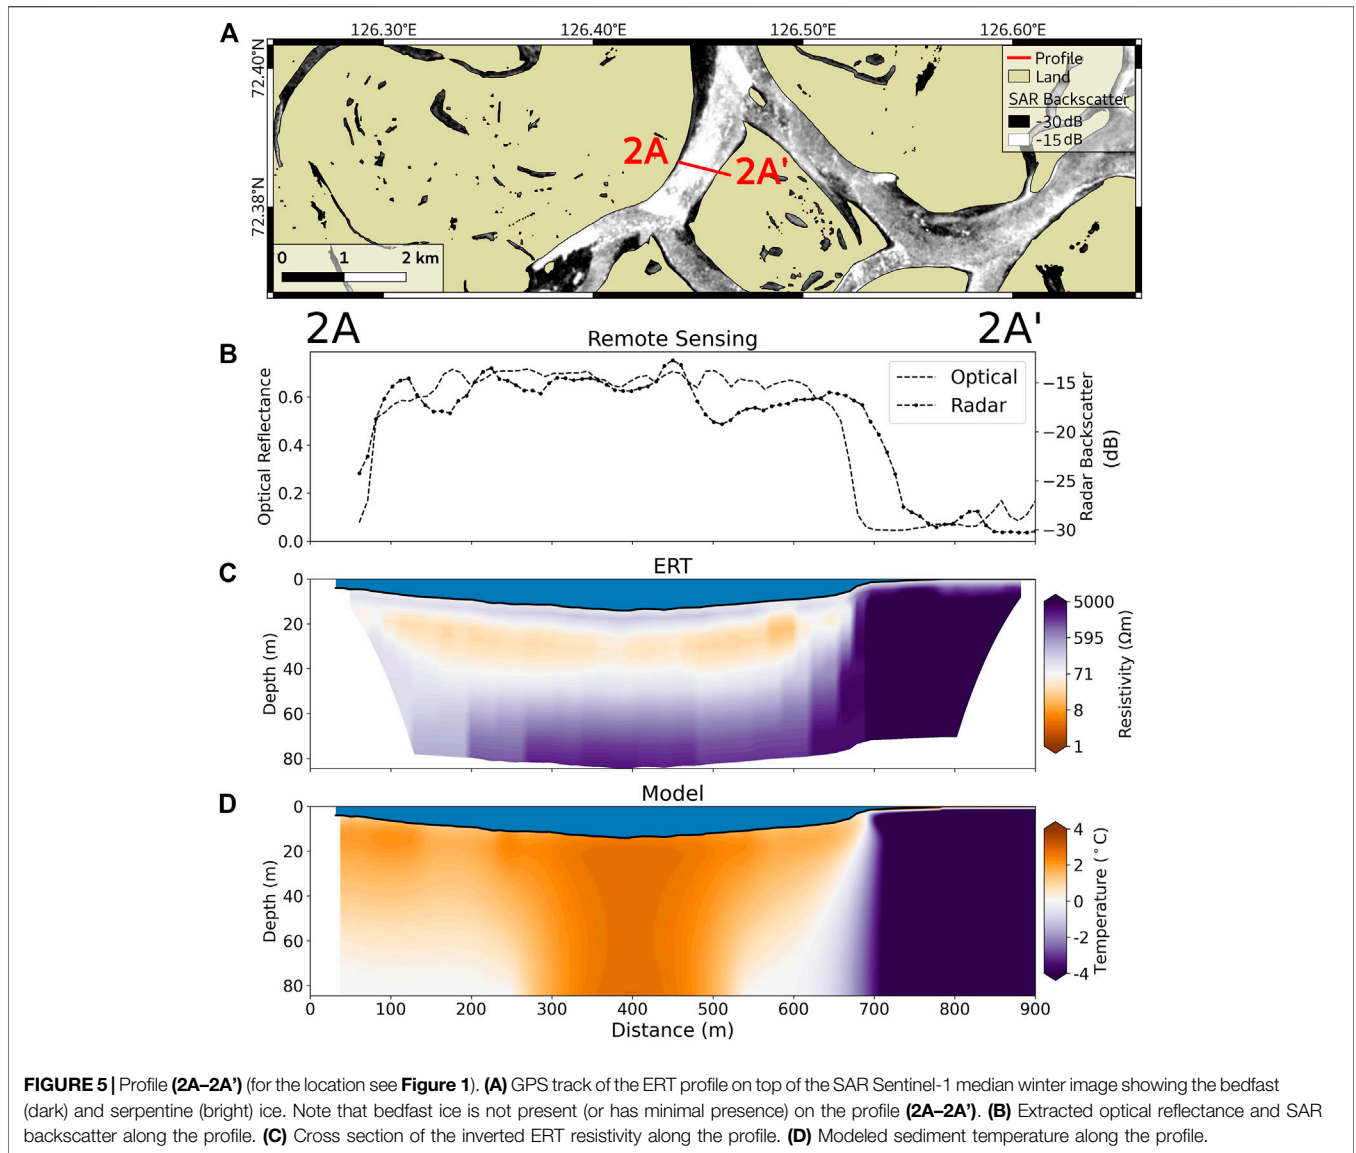 A
126.30°E 126.40°E 126.50°E 126.60°E
72.40°N
72.38°N
Profile
Land
SAR Backscatter
-30 dB
-15 dB
2A
2A'
0 1 2 km
2A 2A'
B
Remote Sensing
Optical Reflectance
0.6
0.4
0.2
0.0
Optical
Radar
−15
−20
−25
−30
Radar Backscatter
(dB)
C
ERT
Depth (m)
0
20
40
60
80
5000
595
71
8
1
Resistivity (Ωm)
D
Model
Depth (m)
0
20
40
60
80
4
2
0
-2
-4
Temperature (°C)
0 100 200 300 400 500 600 700 800 900
Distance (m)
FIGURE 5 | Profile (2A–2A’) (for the location see Figure 1). (A) GPS track of the ERT profile on top of the SAR Sentinel-1 median winter image showing the bedfast
(dark) and serpentine (bright) ice. Note that bedfast ice is not present (or has minimal presence) on the profile (2A–2A’). (B) Extracted optical reflectance and SAR
backscatter along the profile. (C) Cross section of the inverted ERT resistivity along the profile. (D) Modeled sediment temperature along the profile.